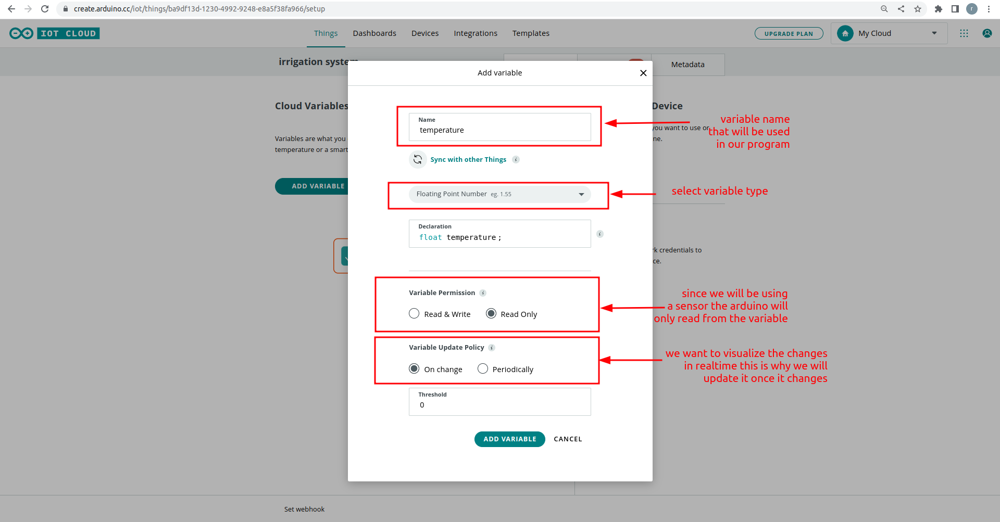 create.arduino.cc/iot/things/ba9df13d-1230-4992-9248-e8a5f38fa966/setup
r
IOT CLOUD
Things
Dashboards
Devices
Integrations
Templates
UPGRADE PLAN
My Cloud
irrigation system
Metadata
Add variable
Cloud Variables
Device
Variables are what you
temperature or a smart
you want to use or
ne.
ADD VARIABLE
Name
temperature
variable name
that will be used
in our program
Sync with other Things i
Floating Point Number eg. 1.55
select variable type
Declaration
float temperature;
i
rk credentials to
ce.
Variable Permission i
Read & Write
Read Only
since we will be using
a sensor the arduino will
only read from the variable
Variable Update Policy i
On change
Periodically
we want to visualize the changes
in realtime this is why we will
update it once it changes
Threshold
0
ADD VARIABLE
CANCEL
Set webhook